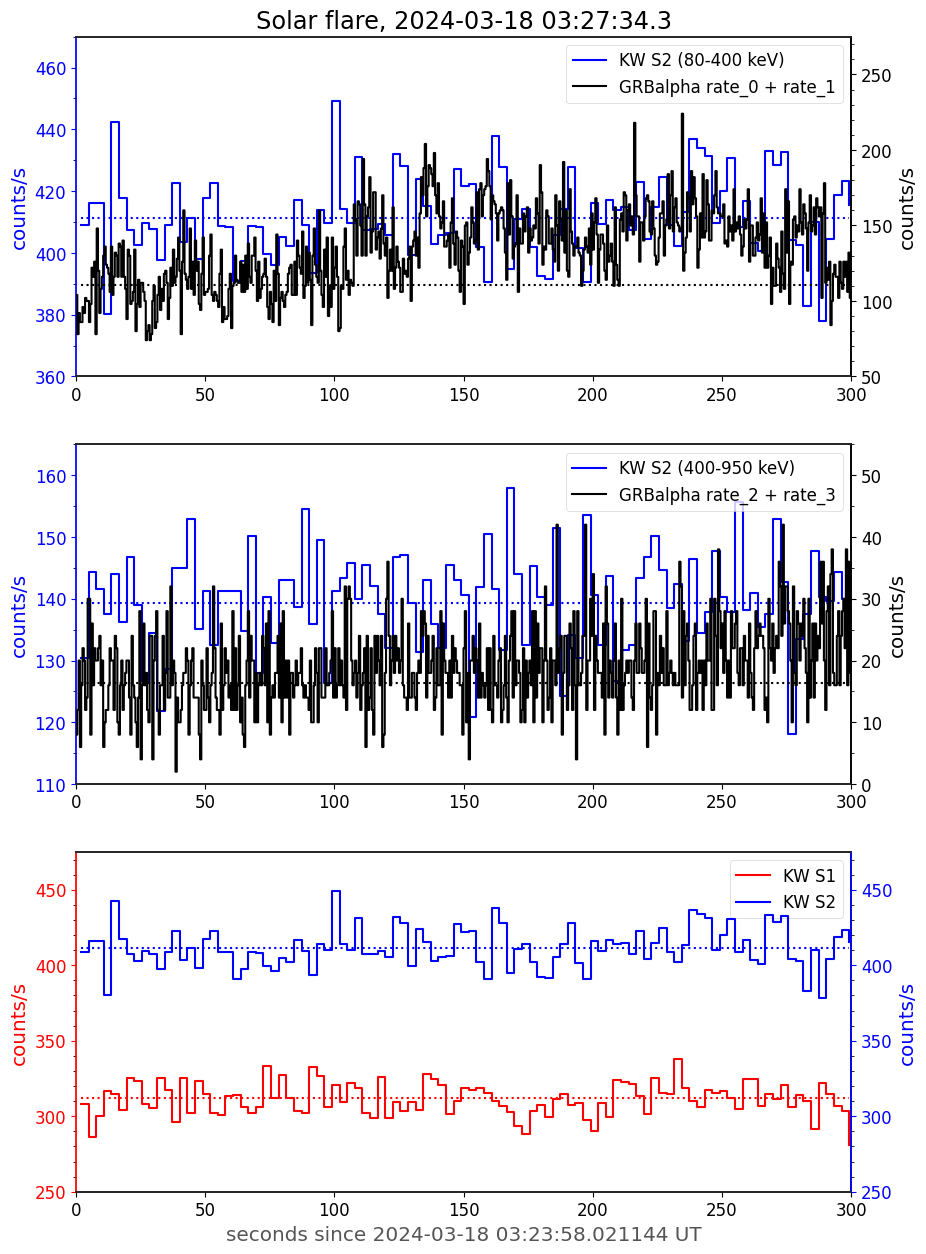 Solar flare, 2024-03-18 03:27:34.3
KW S2 (80-400 keV)
GRBalpha rate_0 + rate_1
counts/s
460
440
420
400
380
360
250
200
150
100
50
counts/s
0 50 100 150 200 250 300
KW S2 (400-950 keV)
GRBalpha rate_2 + rate_3
counts/s
160
150
140
130
120
110
50
40
30
20
10
0
counts/s
0 50 100 150 200 250 300
KW S1
KW S2
counts/s
450
400
350
300
250
450
400
350
300
250
counts/s
0 50 100 150 200 250 300
seconds since 2024-03-18 03:23:58.021144 UT